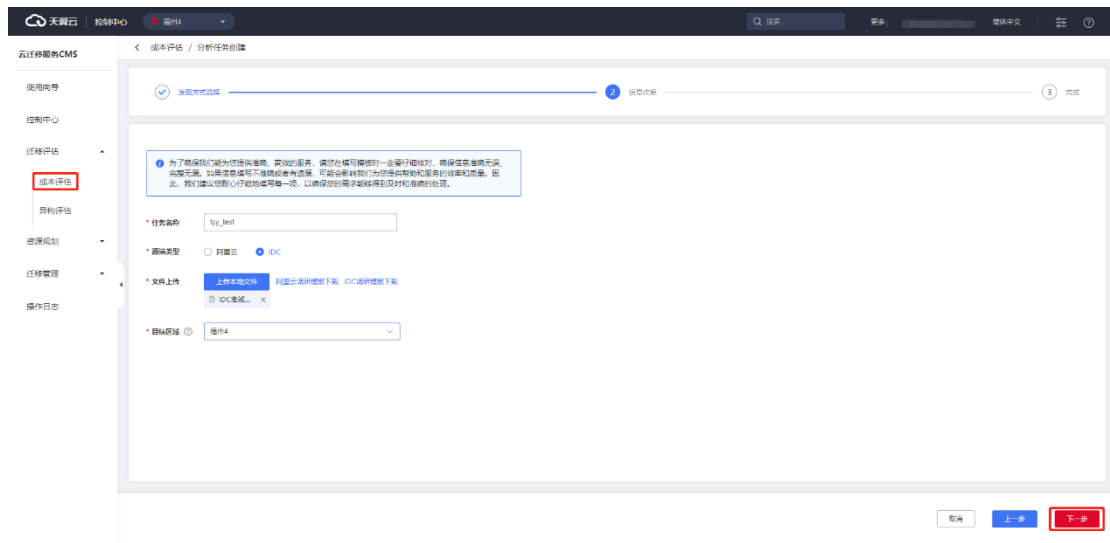 天翼云 控制中心 福州4 搜索 更多 简体中文
云迁移服务CMS
成本评估 / 分析任务创建
使用向导
控制中心
迁移评估
成本评估
异构评估
资源规划
迁移管理
操作日志
发现方式选择
2 信息收集
3 完成
为了确保我们能为您提供准确、高效的服务，请您在填写模板时一定要仔细核对，确保信息准确无误、
完整无漏。如果信息填写不准确或者有遗漏，可能会影响我们为您提供帮助和服务的效率和质量。因
此，我们建议您耐心仔细地填写每一项，以确保您的需求能够得到及时和准确的处理。
* 任务名称 tyy_test
* 源端类型 阿里云 IDC
* 文件上传 上传本地文件 阿里云调研模板下载 IDC调研模板下载
IDC离线... ×
* 目标区域 福州4
取消 上一步 下一步